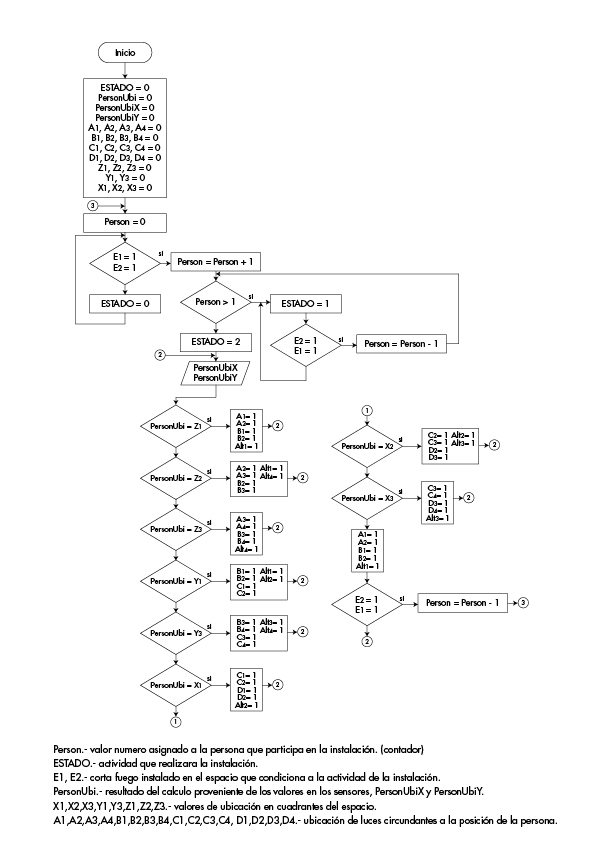 Inicio
ESTADO = 0
PersonUbi = 0
PersonUbiX = 0
PersonUbiY = 0
A1, A2, A3, A4 = 0
B1, B2, B3, B4 = 0
C1, C2, C3, C4 = 0
D1, D2, D3, D4 = 0
Z1, Z2, Z3 = 0
Y1, Y3 = 0
X1, X2, X3 = 0
3
Person = 0
E1 = 1
E2 = 1
si
Person = Person + 1
ESTADO = 0
Person > 1
si
ESTADO = 1
ESTADO = 2
E2 = 1
E1 = 1
si
Person = Person - 1
2
PersonUbiX
PersonUbiY
PersonUbi = Z1
si
A1= 1
A2= 1
B1= 1
B2= 1
Alt1= 1
2
PersonUbi = Z2
si
A2= 1 Alt1= 1
A3= 1 Alt4= 1
B2= 1
B3= 1
2
PersonUbi = Z3
si
A3= 1
A4= 1
B3= 1
B4= 1
Alt4= 1
2
PersonUbi = Y1
si
B1= 1 Alt1= 1
B2= 1 Alt2= 1
C1= 1
C2= 1
2
PersonUbi = Y3
si
B3= 1 Alt3= 1
B4= 1 Alt4= 1
C3= 1
C4= 1
2
PersonUbi = X1
si
C1= 1
C2= 1
D1= 1
D2= 1
Alt2= 1
2
1
1
PersonUbi = X2
si
C2= 1 Alt2= 1
C3= 1 Alt3= 1
D2= 1
D3= 1
2
PersonUbi = X3
si
C3= 1
C4= 1
D3= 1
D4= 1
Alt3= 1
2
A1= 1
A2= 1
B1= 1
B2= 1
Alt1= 1
E2 = 1
E1 = 1
si
Person = Person - 1
3
2
Person.- valor numero asignado a la persona que participa en la instalación. (contador)
ESTADO.- actividad que realizara la instalación.
E1, E2.- corta fuego instalado en el espacio que condiciona a la actividad de la instalación.
PersonUbi.- resultado del calculo proveniente de los valores en los sensores, PersonUbiX y PersonUbiY.
X1,X2,X3,Y1,Y3,Z1,Z2,Z3.- valores de ubicación en cuadrantes del espacio.
A1,A2,A3,A4,B1,B2,B3,B4,C1,C2,C3,C4, D1,D2,D3,D4.- ubicación de luces circundantes a la posición de la persona.